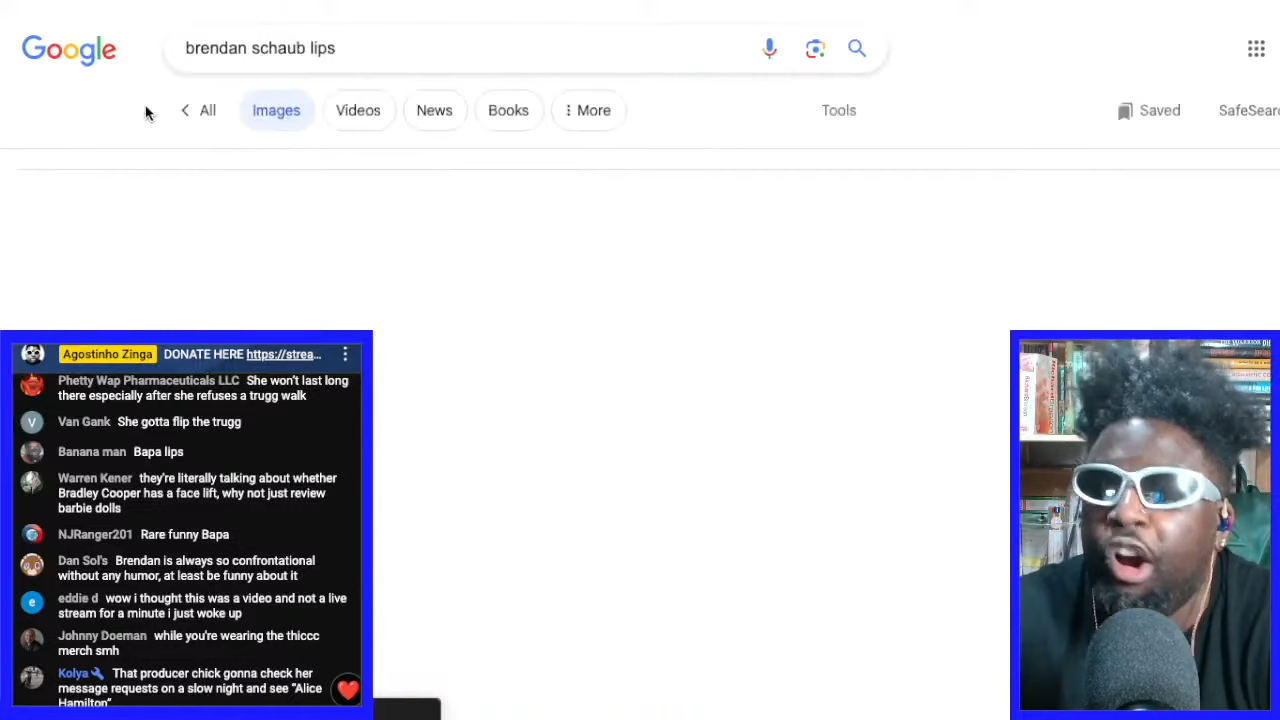 Google
brendan schaub lips
All
Images
Videos
News
Books
More
Tools
Saved
SafeSear
Agostinho Zinga DONATE HERE https://strea...
Phetty Wap Pharmaceuticals LLC She won't last long
there especially after she refuses a trugg walk
Van Gank She gotta flip the trugg
Banana man Bapa lips
Warren Kener they're literally talking about whether
Bradley Cooper has a face lift, why not just review
barbie dolls
NJRanger201 Rare funny Bapa
Dan Sol's Brendan is always so confrontational
without any humor, at least be funny about it
eddie d wow i thought this was a video and not a live
stream for a minute i just woke up
Johnny Doeman while you're wearing the thiccc
merch smh
Kolya That producer chick gonna check her
message requests on a slow night and see "Alice
Hamilton"